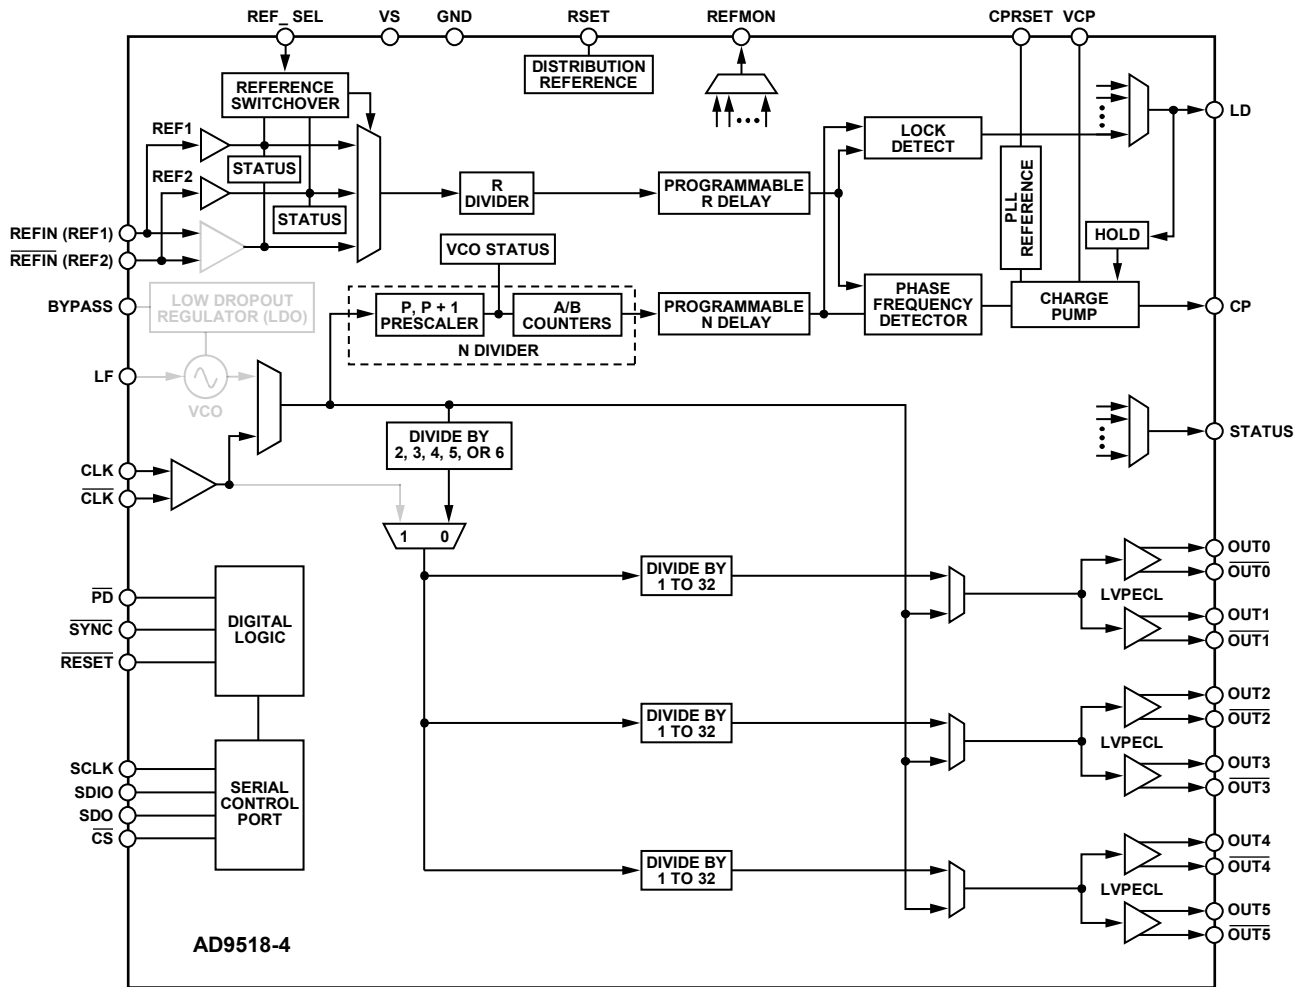 REF_ SEL
VS
GND
RSET
REFMON
CPRSET
VCP
DISTRIBUTION
REFERENCE
REFERENCE
SWITCHOVER
REF1
STATUS
REF2
STATUS
R
DIVIDER
PROGRAMMABLE
R DELAY
LOCK
DETECT
PLL
REFERENCE
HOLD
LD
REFIN (REF1)
REFIN (REF2)
VCO STATUS
BYPASS
LOW DROPOUT
REGULATOR (LDO)
P, P + 1
PRESCALER
A/B
COUNTERS
N DIVIDER
PROGRAMMABLE
N DELAY
PHASE
FREQUENCY
DETECTOR
CHARGE
PUMP
CP
LF
VCO
STATUS
DIVIDE BY
2, 3, 4, 5, OR 6
CLK
CLK
1
0
DIVIDE BY
1 TO 32
LVPECL
OUT0
OUT0
OUT1
OUT1
PD
SYNC
RESET
DIGITAL
LOGIC
DIVIDE BY
1 TO 32
LVPECL
OUT2
OUT2
OUT3
OUT3
SCLK
SDIO
SDO
CS
SERIAL
CONTROL
PORT
DIVIDE BY
1 TO 32
LVPECL
OUT4
OUT4
OUT5
OUT5
AD9518-4